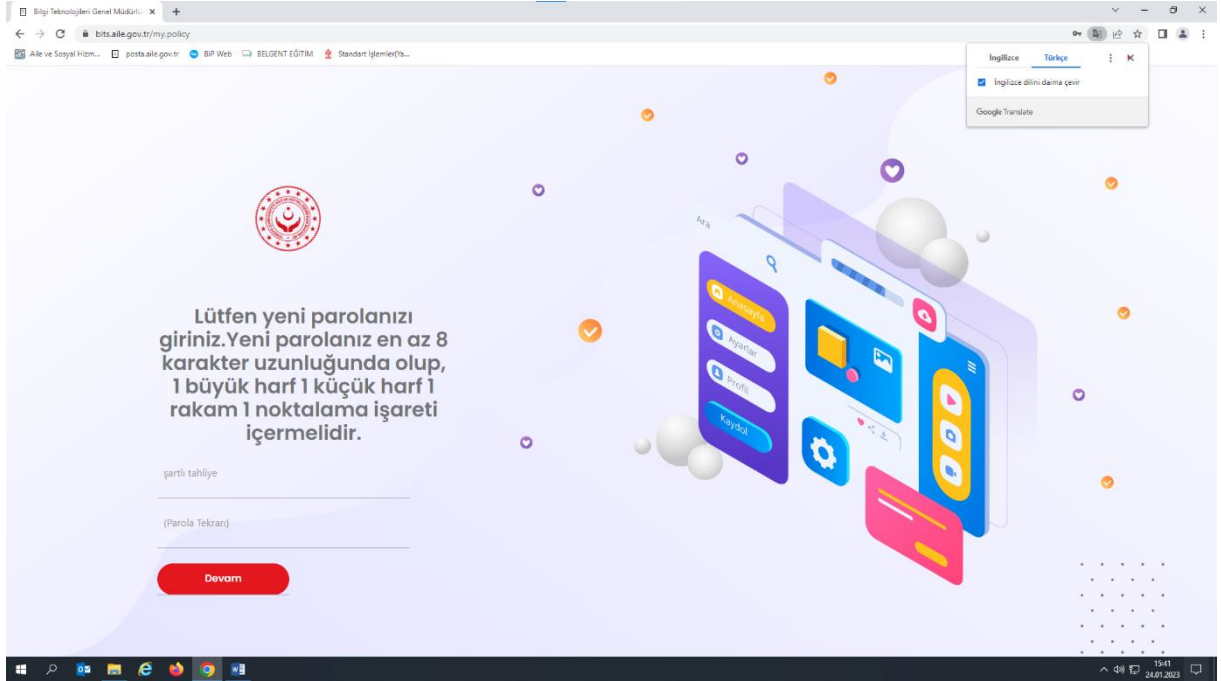 Bilgi Teknolojileri Genel Müdürlü
bits.aile.gov.tr/my.policy
Aile ve Sosyal Hizm...
posta.aile.gov.tr
BiP Web
BELGENT EĞİTİM
Standart İşlemler(Ya...
İngilizce
Türkçe
İngilizce dilini daima çevir
Google Translate
Lütfen yeni parolanızı
giriniz.Yeni parolanız en az 8
karakter uzunluğunda olup,
1 büyük harf 1 küçük harf 1
rakam 1 noktalama işareti
içermelidir.
şartlı tahliye
(Parola Tekrarı)
Devam
Ara
Anasayfa
Ayarlar
Profil
Kaydol
15:41
24.01.2023